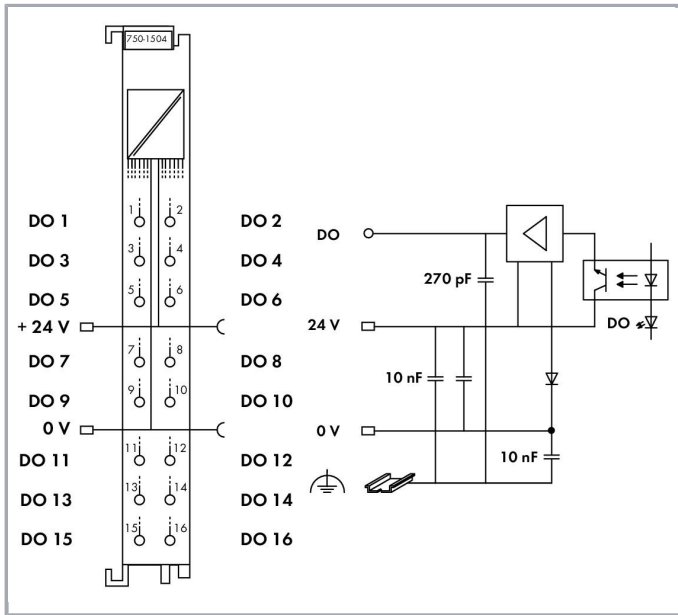 750-1504
1 2
DO 1 DO 2
DO
3 4
DO 3 DO 4
270 pF
5 6
DO 5 DO 6
+ 24 V 24 V DO
7 8
DO 7 DO 8
10 nF
9 10
DO 9 DO 10
0 V 0 V
11 12
DO 11 DO 12 10 nF
13 14
DO 13 DO 14
15 16
DO 15 DO 16